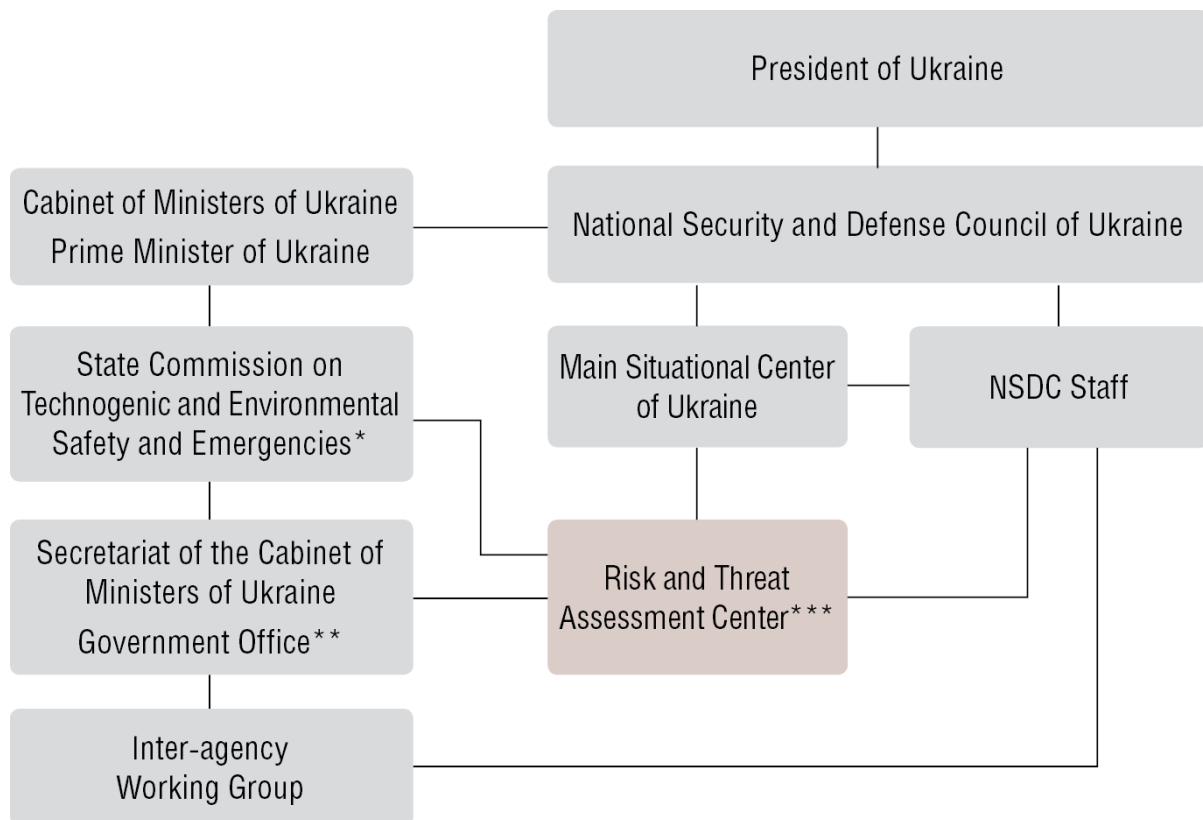 President of Ukraine
Cabinet of Ministers of Ukraine
Prime Minister of Ukraine
National Security and Defense Council of Ukraine
State Commission on
Technogenic and Environmental
Safety and Emergencies*
Main Situational Center
of Ukraine
NSDC Staff
Secretariat of the Cabinet of
Ministers of Ukraine
Government Office**
Risk and Threat
Assessment Center***
Inter-agency
Working Group